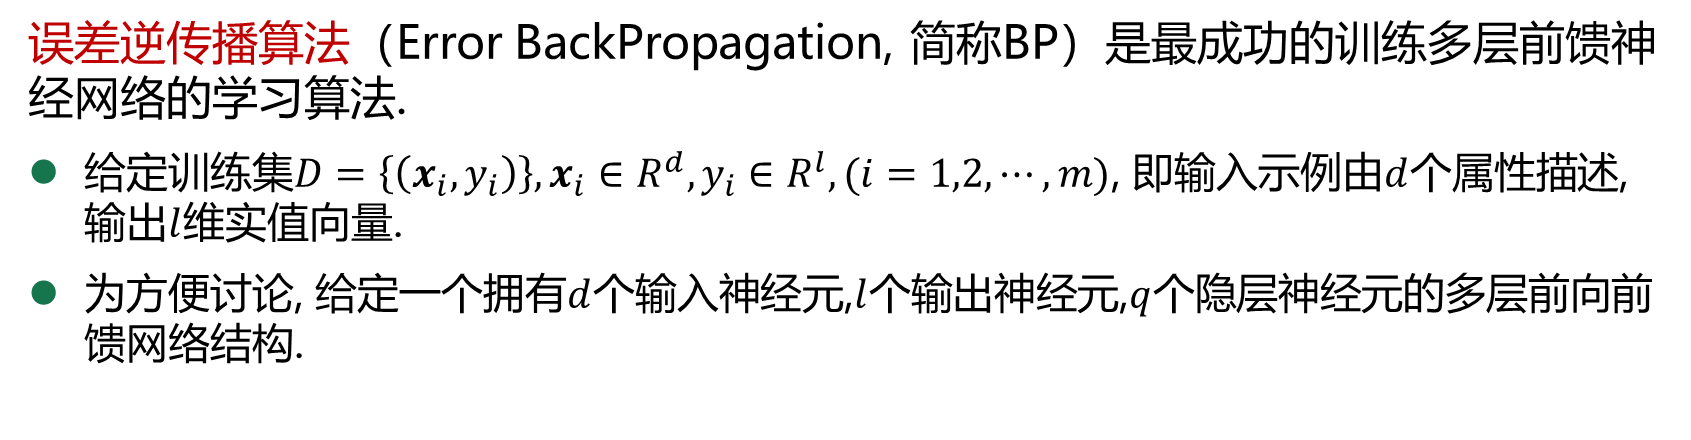 误差逆传播算法（Error BackPropagation, 简称BP）是最成功的训练多层前馈神
经网络的学习算法.
● 给定训练集D = {(𝒙ᵢ, yᵢ)}, 𝒙ᵢ ∈ Rᵈ, yᵢ ∈ Rˡ, (i = 1,2, ⋯ , m), 即输入示例由d个属性描述,
输出l维实值向量.
● 为方便讨论, 给定一个拥有d个输入神经元,l个输出神经元,q个隐层神经元的多层前向前
馈网络结构.